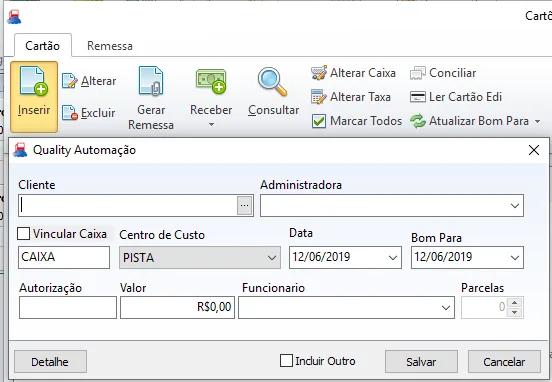 Cartõ
Cartão Remessa
Inserir
Alterar
Excluir
Gerar
Remessa
Receber
Consultar
Alterar Caixa
Alterar Taxa
Marcar Todos
Conciliar
Ler Cartão Edi
Atualizar Bom Para
Quality Automação
Cliente Administradora
...
Vincular Caixa Centro de Custo Data Bom Para
CAIXA PISTA 12/06/2019 12/06/2019
Autorização Valor Funcionario Parcelas
R$0,00 0
Detalhe Incluir Outro Salvar Cancelar